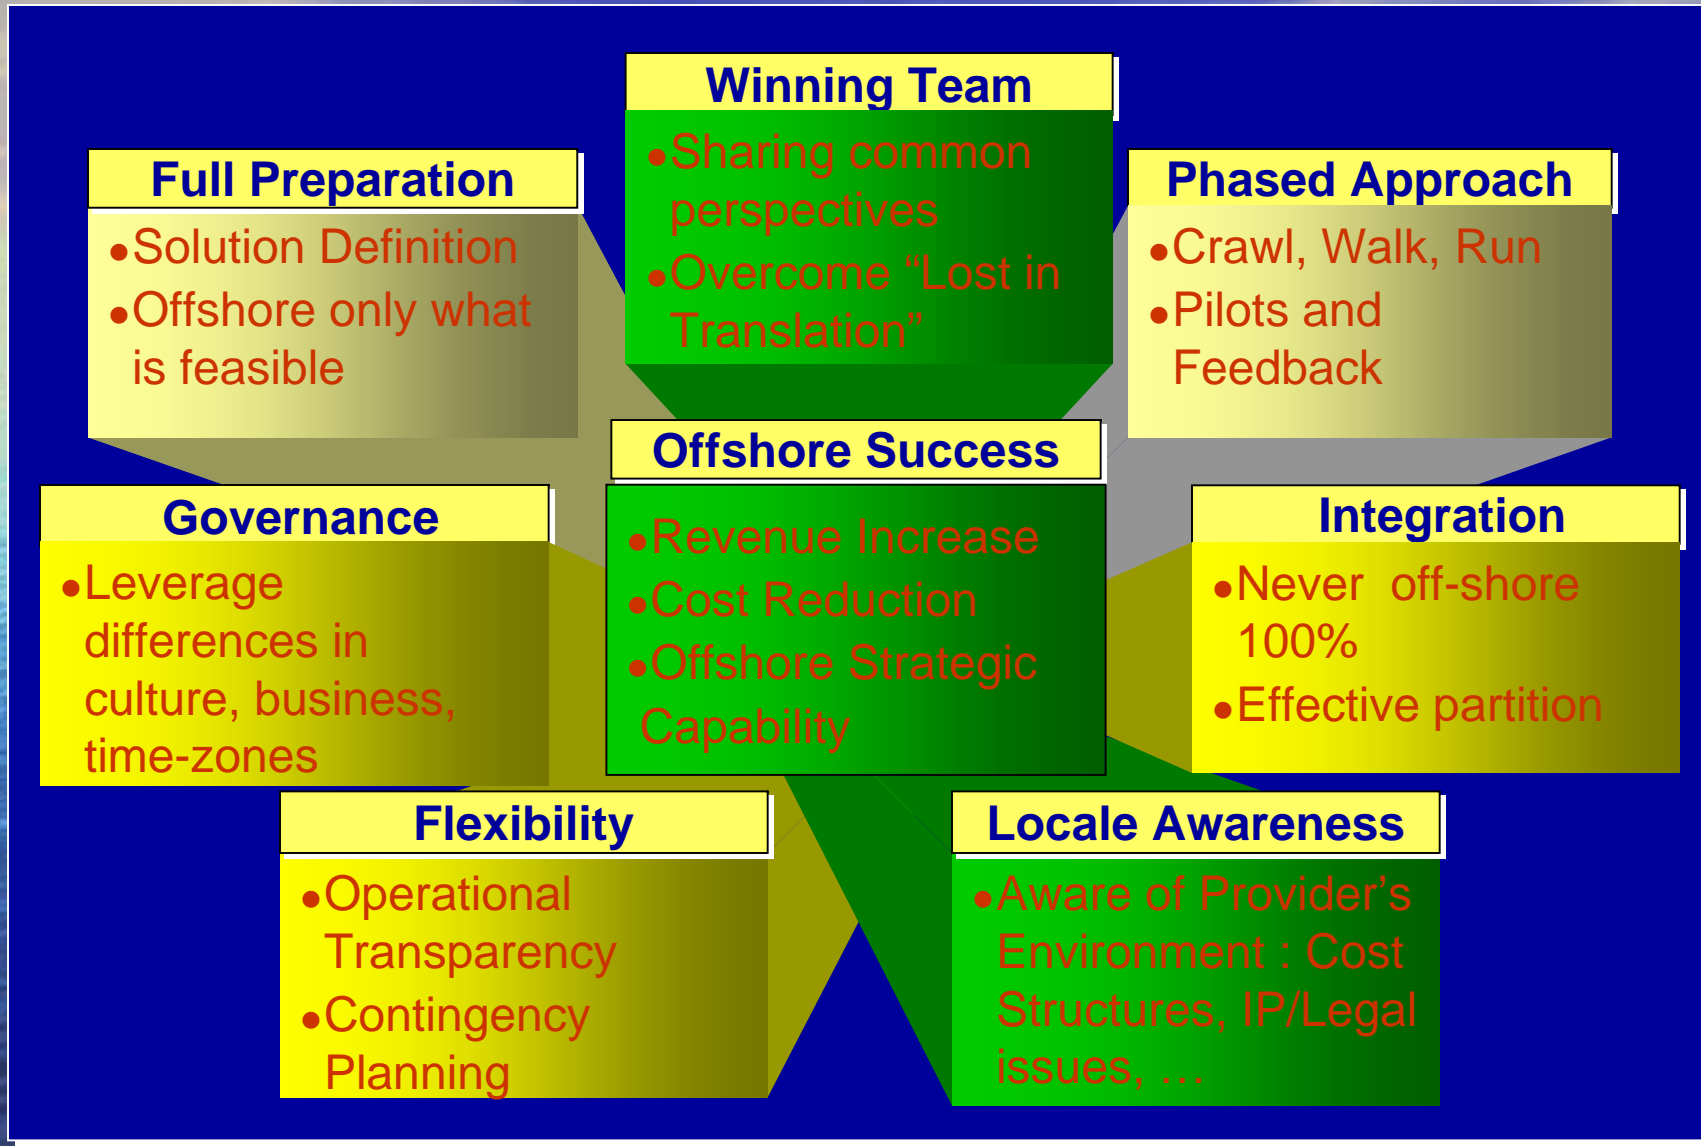 Winning Team
●Sharing common
perspectives
●Overcome “Lost in
Translation”
Full Preparation
●Solution Definition
●Offshore only what
is feasible
Phased Approach
●Crawl, Walk, Run
●Pilots and
Feedback
Offshore Success
●Revenue Increase
●Cost Reduction
●Offshore Strategic
Capability
Governance
●Leverage
differences in
culture, business,
time-zones
Integration
●Never  off-shore
100%
●Effective partition
Flexibility
●Operational
Transparency
●Contingency
Planning
Locale Awareness
●Aware of Provider’s
Environment : Cost
Structures, IP/Legal
issues, …